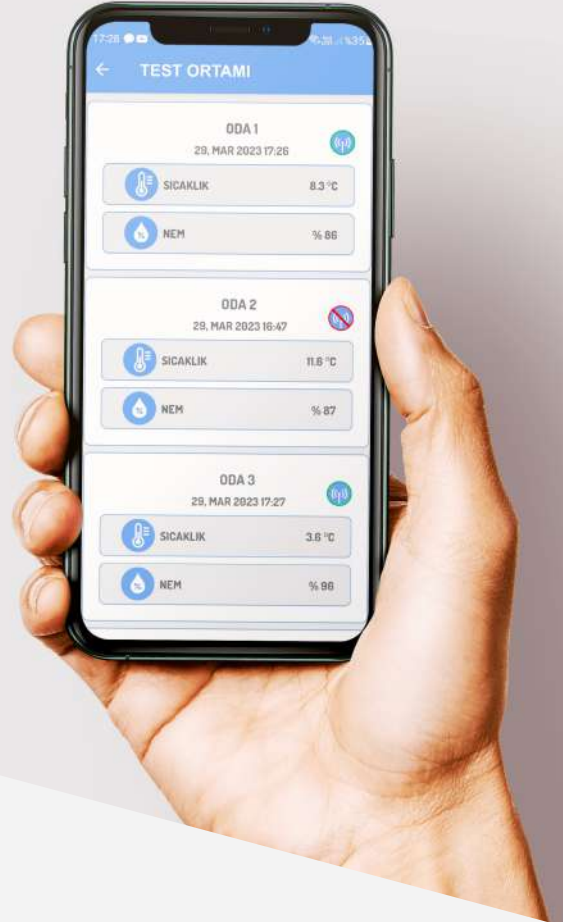 17:28 %35
← TEST ORTAMI
ODA 1
29, MAR 2023 17:26
SICAKLIK 8.3 °C
NEM % 86
ODA 2
29, MAR 2023 16:47
SICAKLIK 11.6 °C
NEM % 87
ODA 3
29, MAR 2023 17:27
SICAKLIK 3.6 °C
NEM % 96